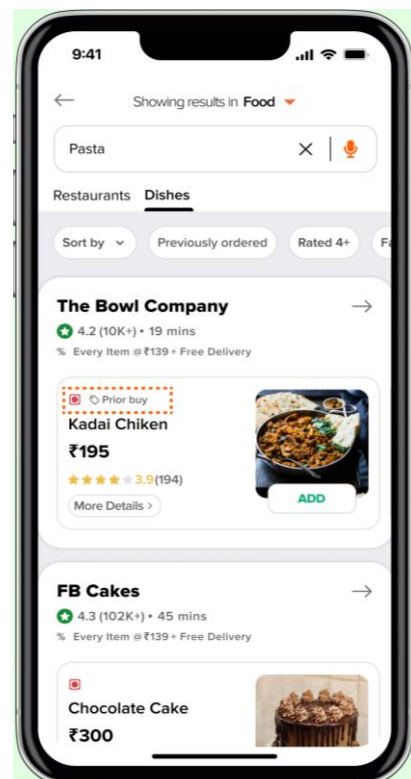 9:41
Showing results in Food
Pasta
Restaurants Dishes
Sort by Previously ordered Rated 4+ Fa
The Bowl Company
4.2 (10K+) • 19 mins
% Every Item @ ₹139 + Free Delivery
Prior buy
Kadai Chiken
₹195
3.9(194)
More Details >
ADD
FB Cakes
4.3 (102K+) • 45 mins
% Every Item @ ₹139 + Free Delivery
Chocolate Cake
₹300